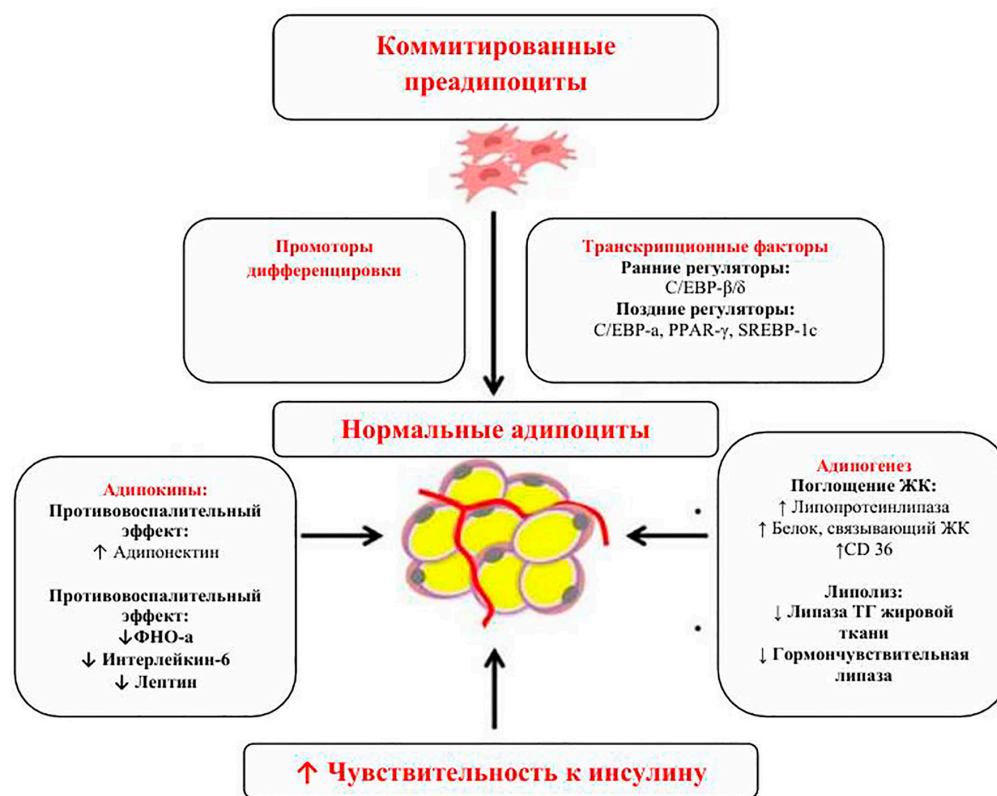 Коммитированные
преадипоциты
Промоторы
дифференцировки
Транскрипционные факторы
Ранние регуляторы:
C/EBP-β/δ
Поздние регуляторы:
C/EBP-a, PPAR-γ, SREBP-1c
Нормальные адипоциты
Адипокины:
Противовоспалительный
эффект:
↑ Адипонектин
Противовоспалительный
эффект:
↓ФНО-а
↓ Интерлейкин-6
↓ Лептин
Адипогенез
Поглощение ЖК:
↑ Липопротеинлипаза
↑ Белок, связывающий ЖК
↑CD 36
Липолиз:
↓ Липаза ТГ жировой
ткани
↓ Гормончувствительная
липаза
↑ Чувствительность к инсулину